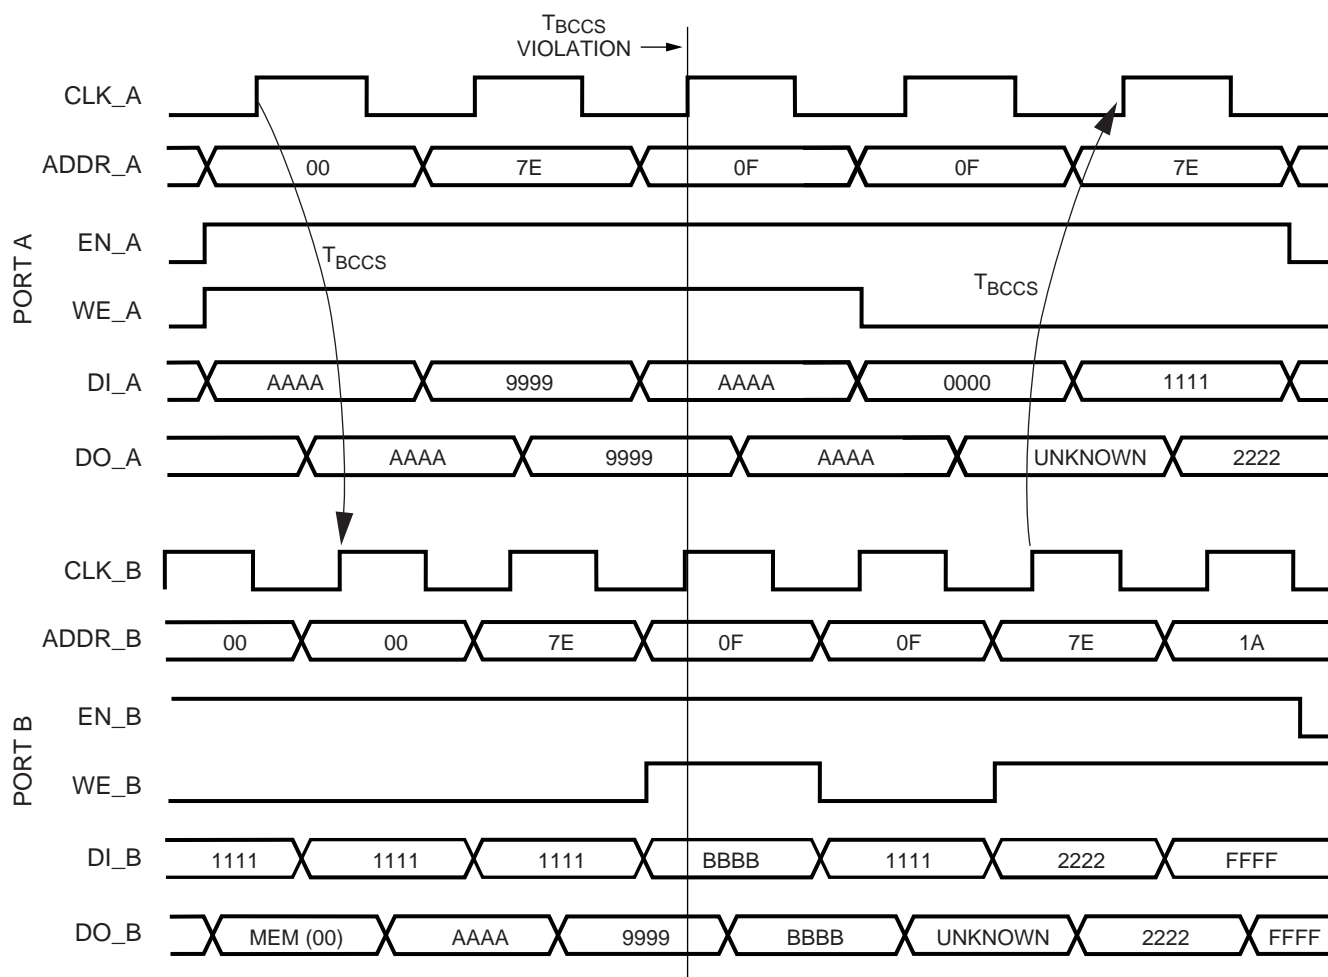 TBCCS
VIOLATION
CLK_A
ADDR_A 00 7E 0F 0F 7E
PORT A
EN_A
TBCCS
TBCCS
WE_A
DI_A AAAA 9999 AAAA 0000 1111
DO_A AAAA 9999 AAAA UNKNOWN 2222
CLK_B
ADDR_B 00 00 7E 0F 0F 7E 1A
PORT B
EN_B
WE_B
DI_B 1111 1111 1111 BBBB 1111 2222 FFFF
DO_B MEM (00) AAAA 9999 BBBB UNKNOWN 2222 FFFF